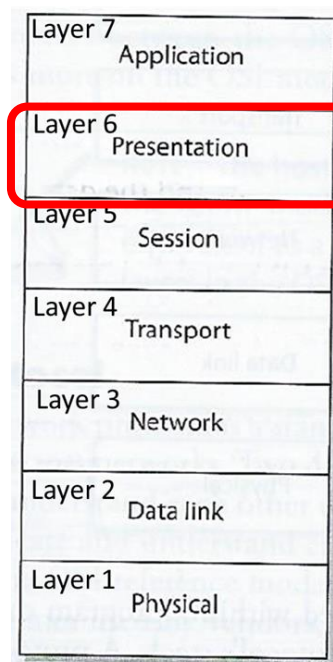 Layer 7
Application
Layer 6
Presentation
Layer 5
Session
Layer 4
Transport
Layer 3
Network
Layer 2
Data link
Layer 1
Physical